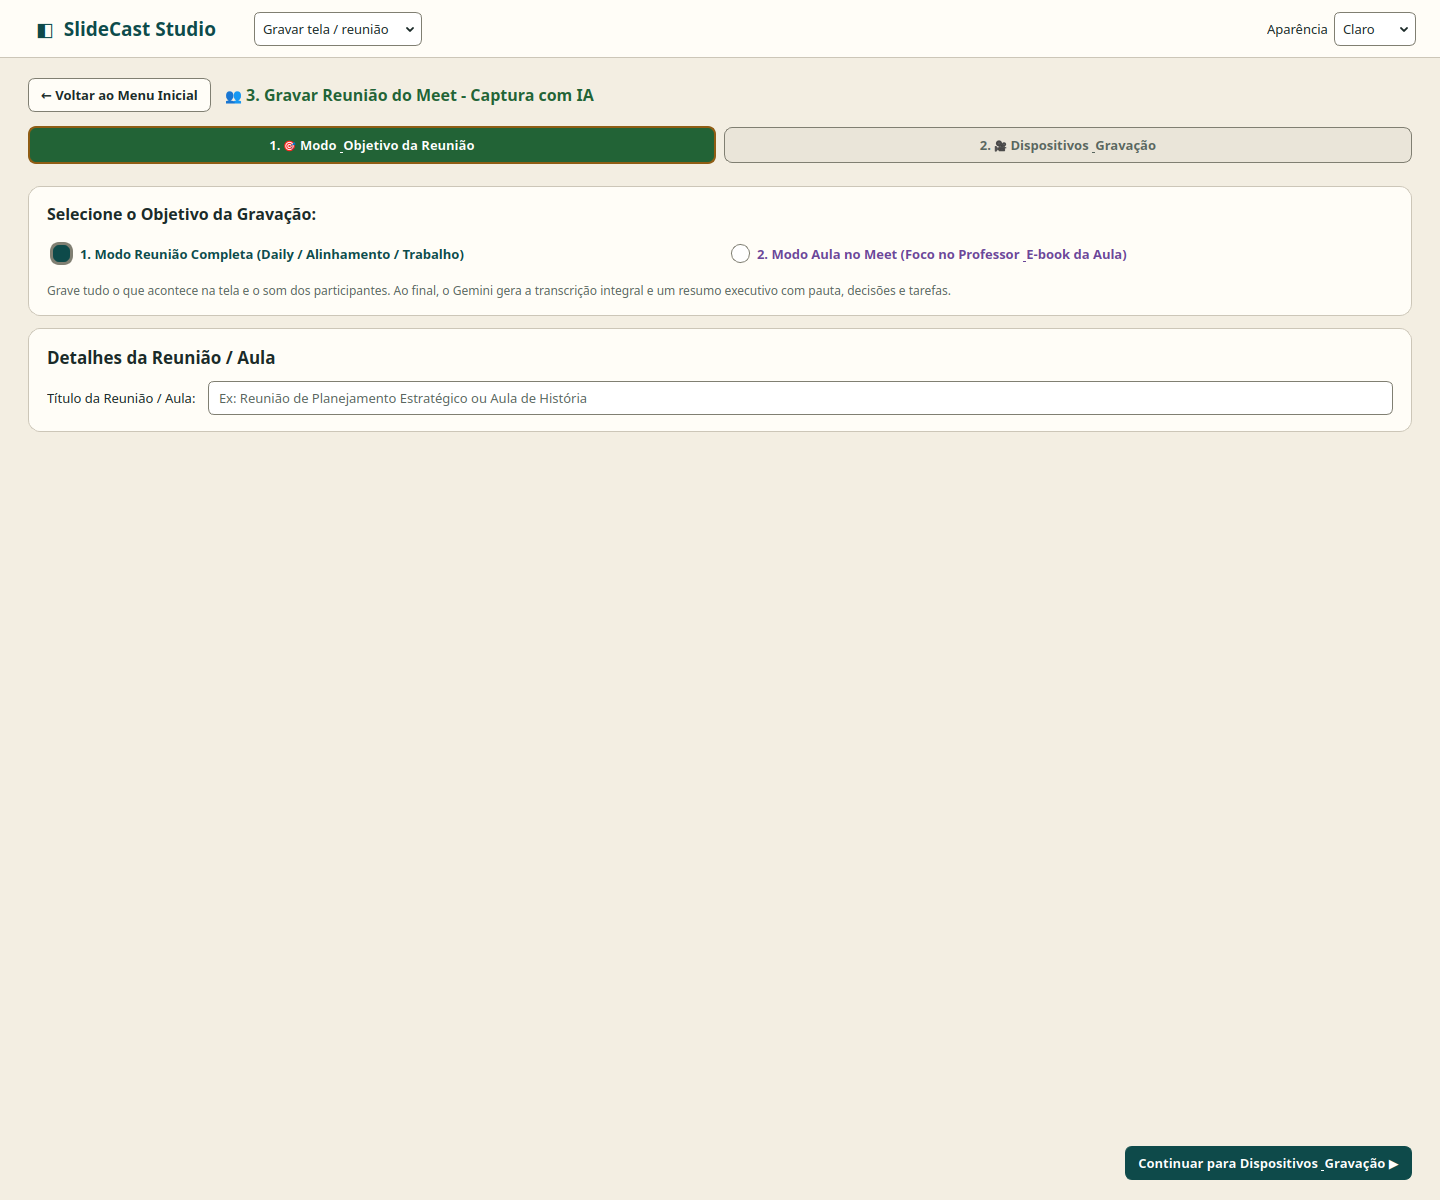 SlideCast Studio
Gravar tela / reunião
Aparência
Claro
← Voltar ao Menu Inicial
3. Gravar Reunião do Meet - Captura com IA
1. 🎯 Modo _Objetivo da Reunião
2. 🎥 Dispositivos _Gravação
Selecione o Objetivo da Gravação:
1. Modo Reunião Completa (Daily / Alinhamento / Trabalho)
2. Modo Aula no Meet (Foco no Professor _E-book da Aula)
Grave tudo o que acontece na tela e o som dos participantes. Ao final, o Gemini gera a transcrição integral e um resumo executivo com pauta, decisões e tarefas.
Detalhes da Reunião / Aula
Título da Reunião / Aula:
Ex: Reunião de Planejamento Estratégico ou Aula de História
Continuar para Dispositivos _Gravação ▶